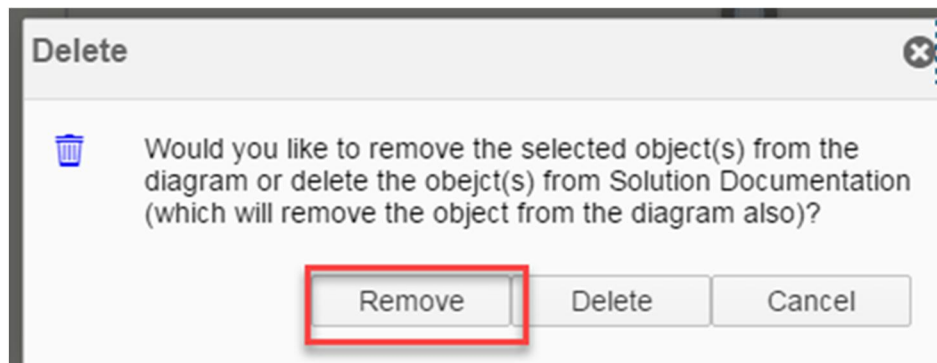 Delete
Would you like to remove the selected object(s) from the
diagram or delete the obejct(s) from Solution Documentation
(which will remove the object from the diagram also)?
Remove Delete Cancel